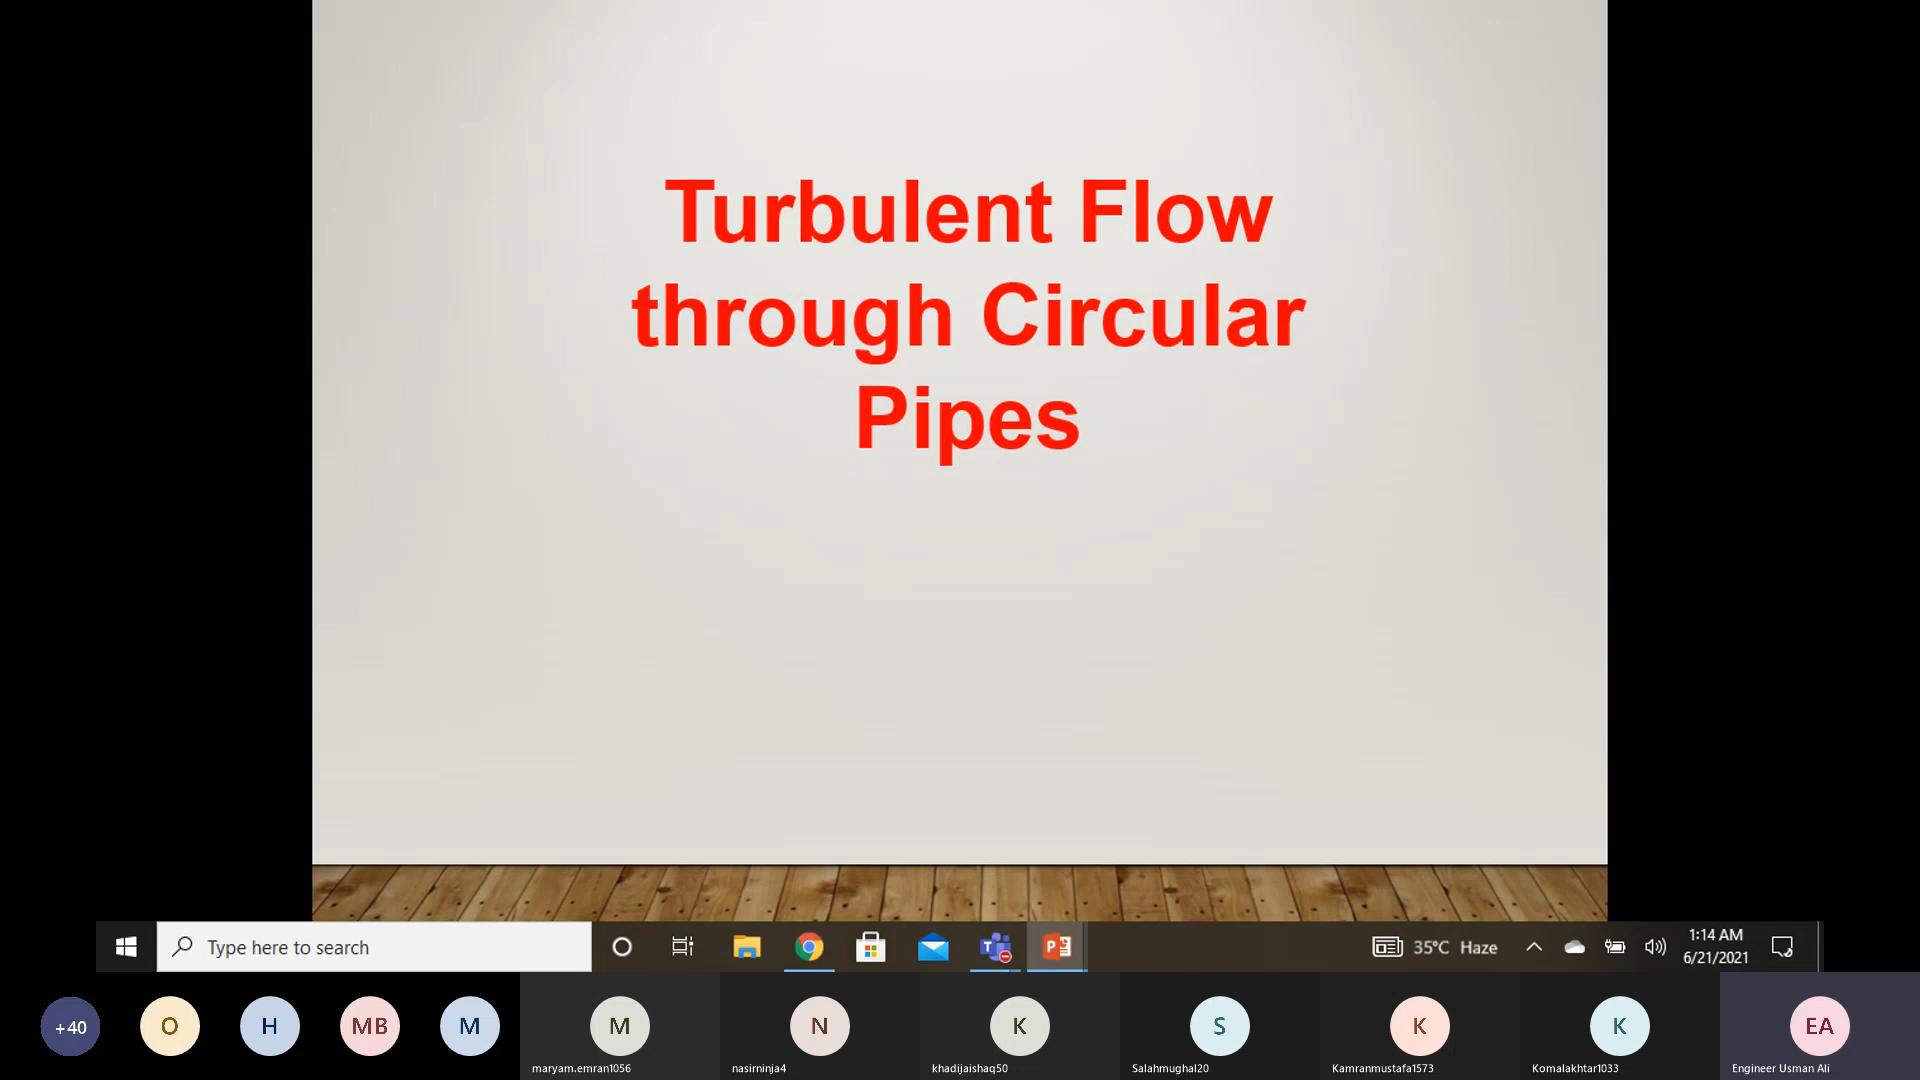 Turbulent Flow
through Circular
Pipes
Type here to search
35°C Haze
1:14 AM
6/21/2021
+40
O
H
MB
M
M
N
K
S
K
K
EA
maryam.emran1056
nasirninja4
khadijaishaq50
Salahmughal20
Kamranmustafa1573
Komalakhtar1033
Engineer Usman Ali